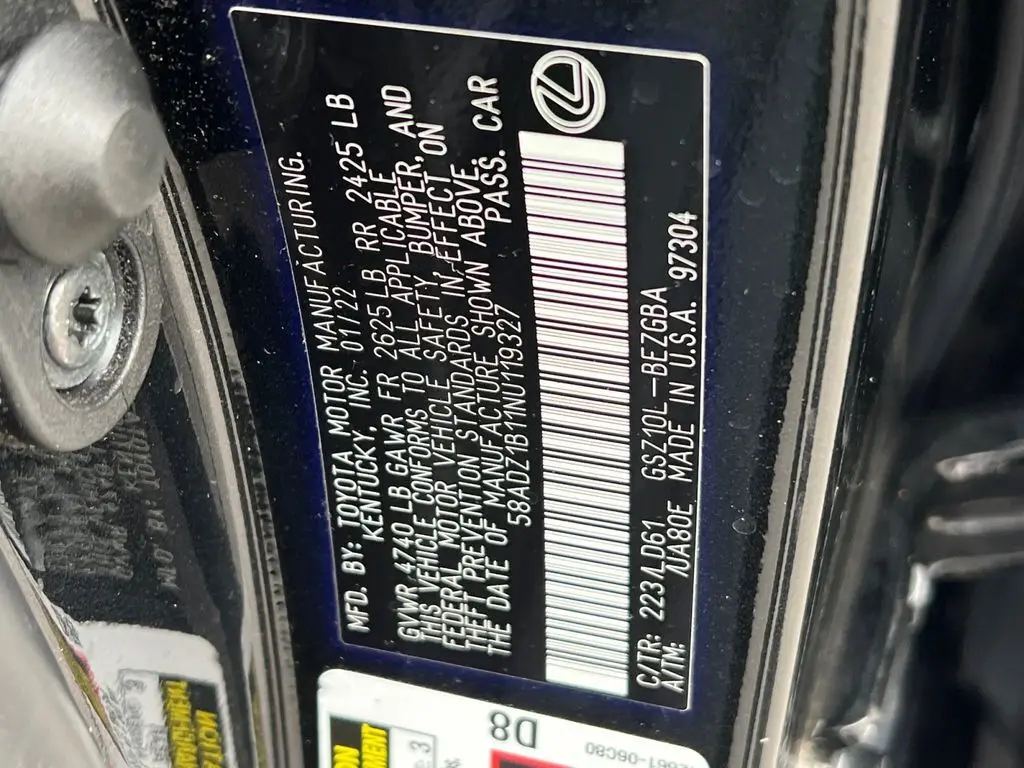 MFD. BY: TOYOTA MOTOR MANUFACTURING.
KENTUCKY, INC. 01/22
GVWR 4740 LB GAWR FR 2625 LB RR 2425 LB
THIS VEHICLE CONFORMS TO ALL APPLICABLE
FEDERAL MOTOR VEHICLE SAFETY, BUMPER, AND
THEFT PREVENTION STANDARDS IN EFFECT ON
THE DATE OF MANUFACTURE SHOWN ABOVE.
58ADZ1B11NU119327 PASS. CAR
C/TR: 223/LD61 GSZ10L-BEZGBA
A/TM: /UA80E MADE IN U.S.A. 97304
D8